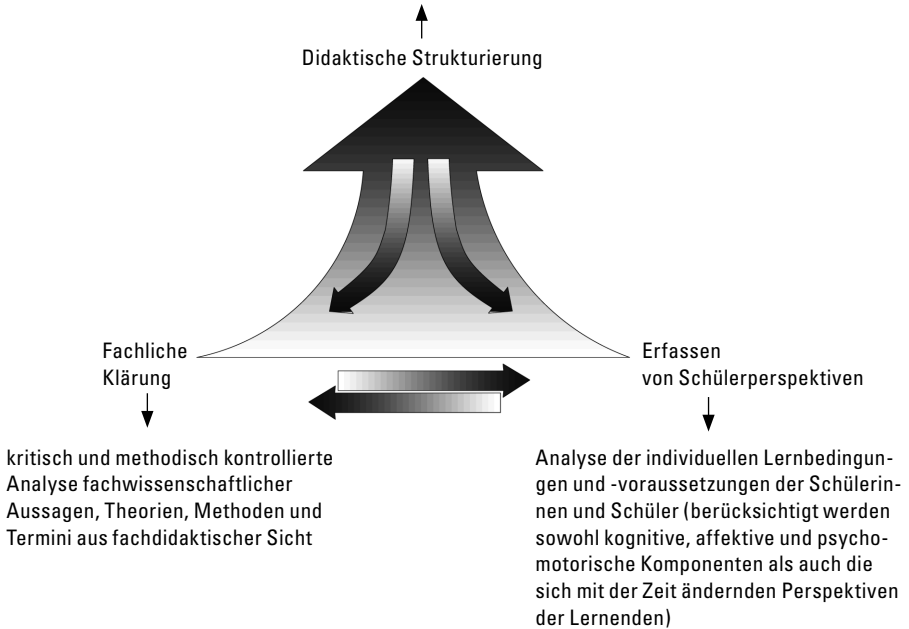 Didaktische Strukturierung
Fachliche
Klärung
Erfassen
von Schülerperspektiven
kritisch und methodisch kontrollierte
Analyse fachwissenschaftlicher
Aussagen, Theorien, Methoden und
Termini aus fachdidaktischer Sicht
Analyse der individuellen Lernbedingun-
gen und -voraussetzungen der Schülerin-
nen und Schüler (berücksichtigt werden
sowohl kognitive, affektive und psycho-
motorische Komponenten als auch die
sich mit der Zeit ändernden Perspektiven
der Lernenden)